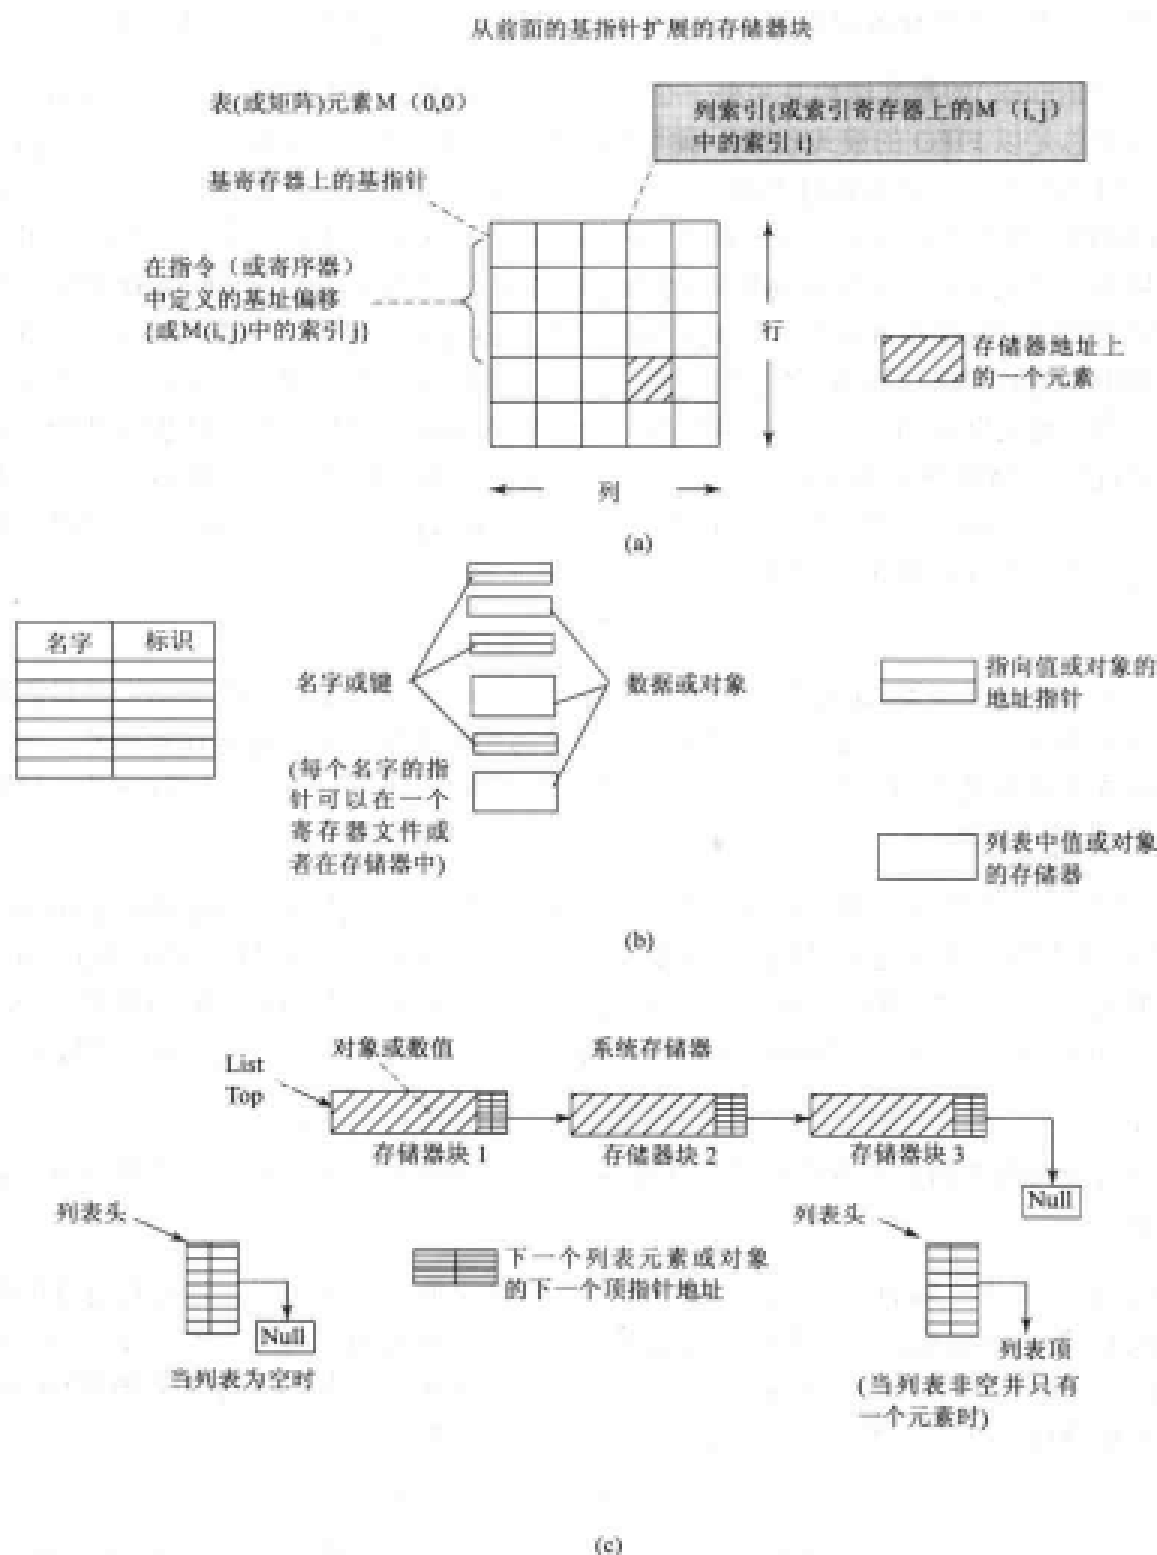 从前面的基指针扩展的存储器块
表(或矩阵)元素M（0,0）
列索引{或索引寄存器上的M（i,j）
中的索引i}
基寄存器上的基指针
在指令（或寄序器）
中定义的基址偏移
{或M(i,j)中的索引j}
行
存储器地址上
的一个元素
列
(a)
名字 标识
名字或键
数据或对象
指向值或对象的
地址指针
(每个名字的指
针可以在一个
寄存器文件或
者在存储器中)
列表中值或对象
的存储器
(b)
List
Top
对象或数值
系统存储器
存储器块1
存储器块2
存储器块3
Null
列表头
列表头
下一个列表元素或对象
的下一个顶指针地址
Null
当列表为空时
列表顶
(当列表非空并只有
一个元素时)
(c)